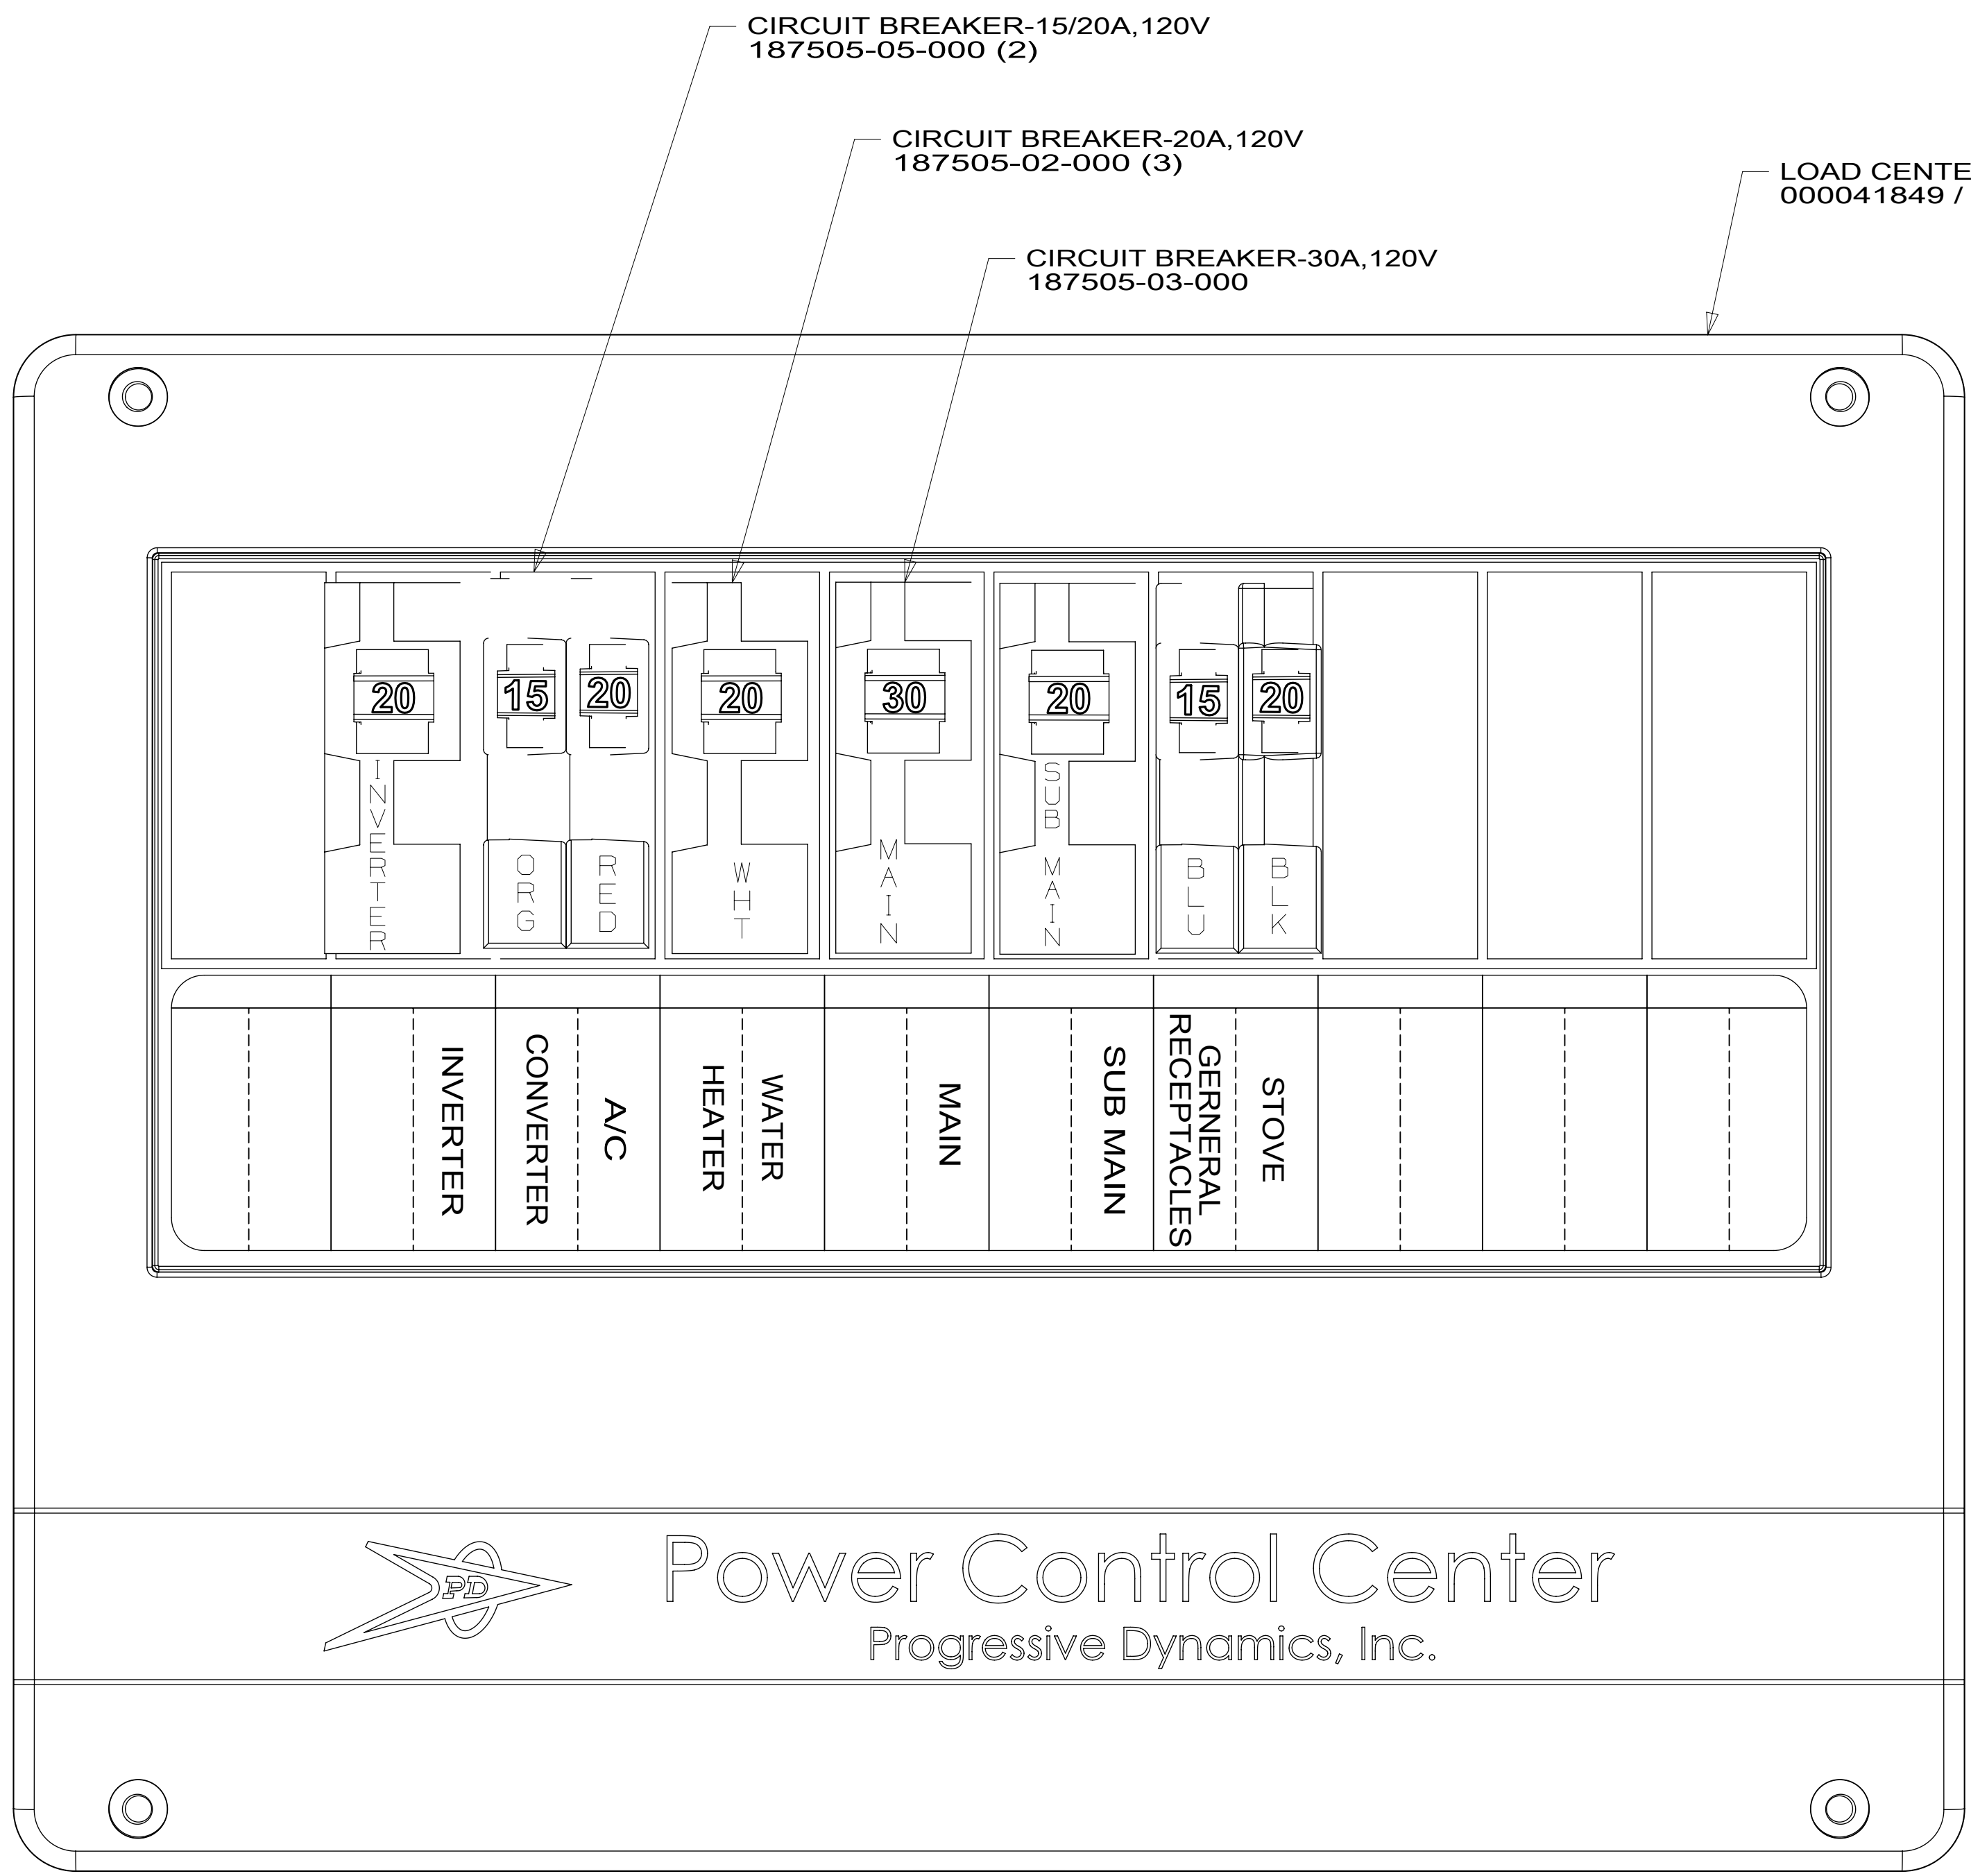 CIRCUIT BREAKER-15/20A,120V
187505-05-000 (2)
CIRCUIT BREAKER-20A,120V
187505-02-000 (3)
LOAD CENTE
000041849 /
CIRCUIT BREAKER-30A,120V
187505-03-000
20
15
20
20
30
20
15
20
INVERTER
ORG
RED
WHT
MAIN
SUB MAIN
BLU
BLK
INVERTER
CONVERTER
A/C
WATER
HEATER
MAIN
SUB MAIN
GERNERAL
RECEPTACLES
STOVE
PD
Power Control Center
Progressive Dynamics, Inc.